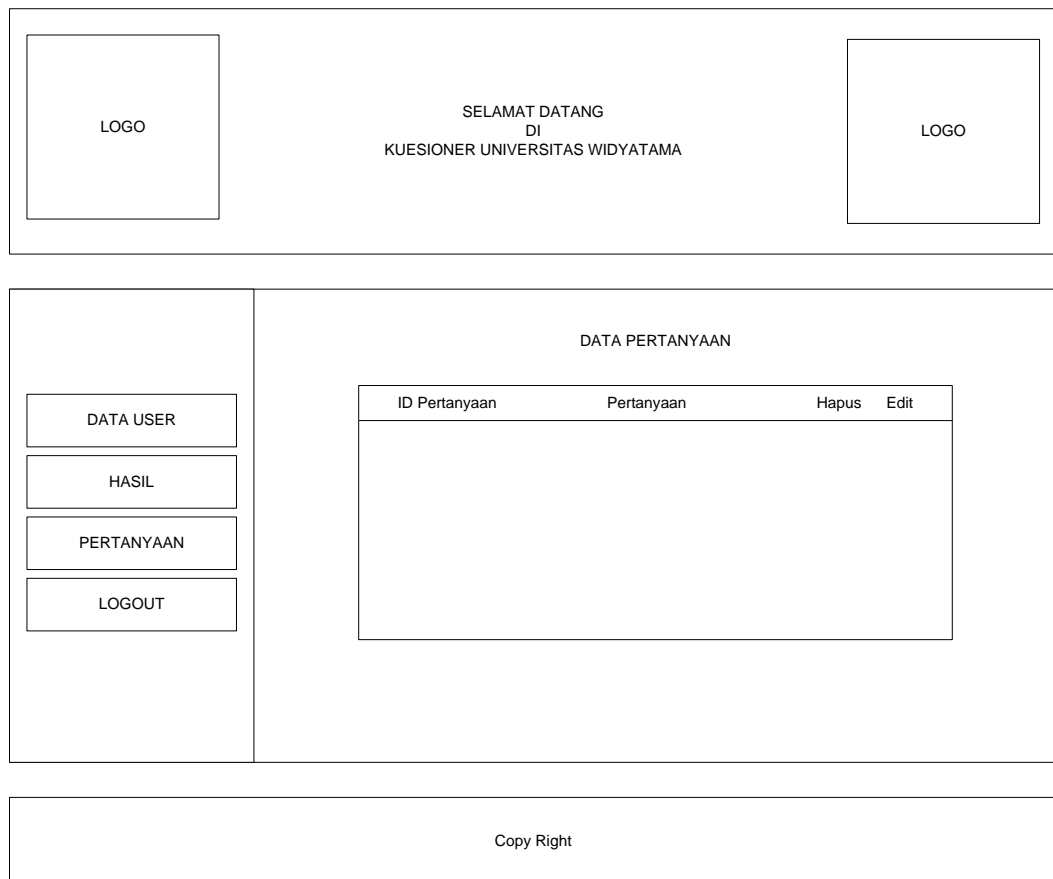 LOGO
SELAMAT DATANG
DI
KUESIONER UNIVERSITAS WIDYATAMA
LOGO
DATA USER
HASIL
PERTANYAAN
LOGOUT
DATA PERTANYAAN
ID Pertanyaan Pertanyaan Hapus Edit
Copy Right